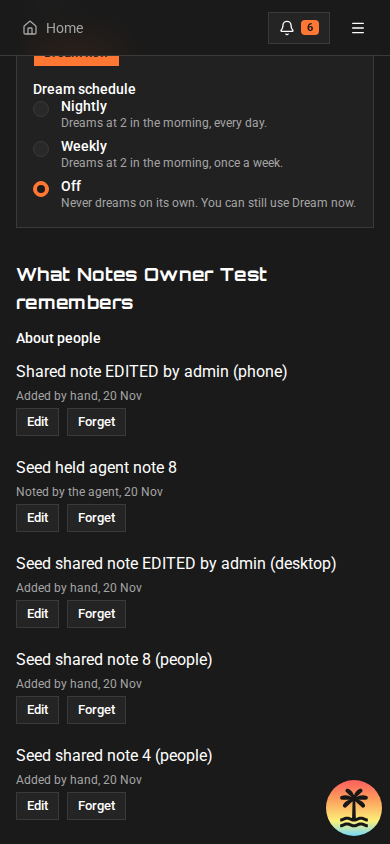 Home
6
Dream schedule
Nightly
Dreams at 2 in the morning, every day.
Weekly
Dreams at 2 in the morning, once a week.
Off
Never dreams on its own. You can still use Dream now.
What Notes Owner Test
remembers
About people
Shared note EDITED by admin (phone)
Added by hand, 20 Nov
Edit Forget
Seed held agent note 8
Noted by the agent, 20 Nov
Edit Forget
Seed shared note EDITED by admin (desktop)
Added by hand, 20 Nov
Edit Forget
Seed shared note 8 (people)
Added by hand, 20 Nov
Edit Forget
Seed shared note 4 (people)
Added by hand, 20 Nov
Edit Forget